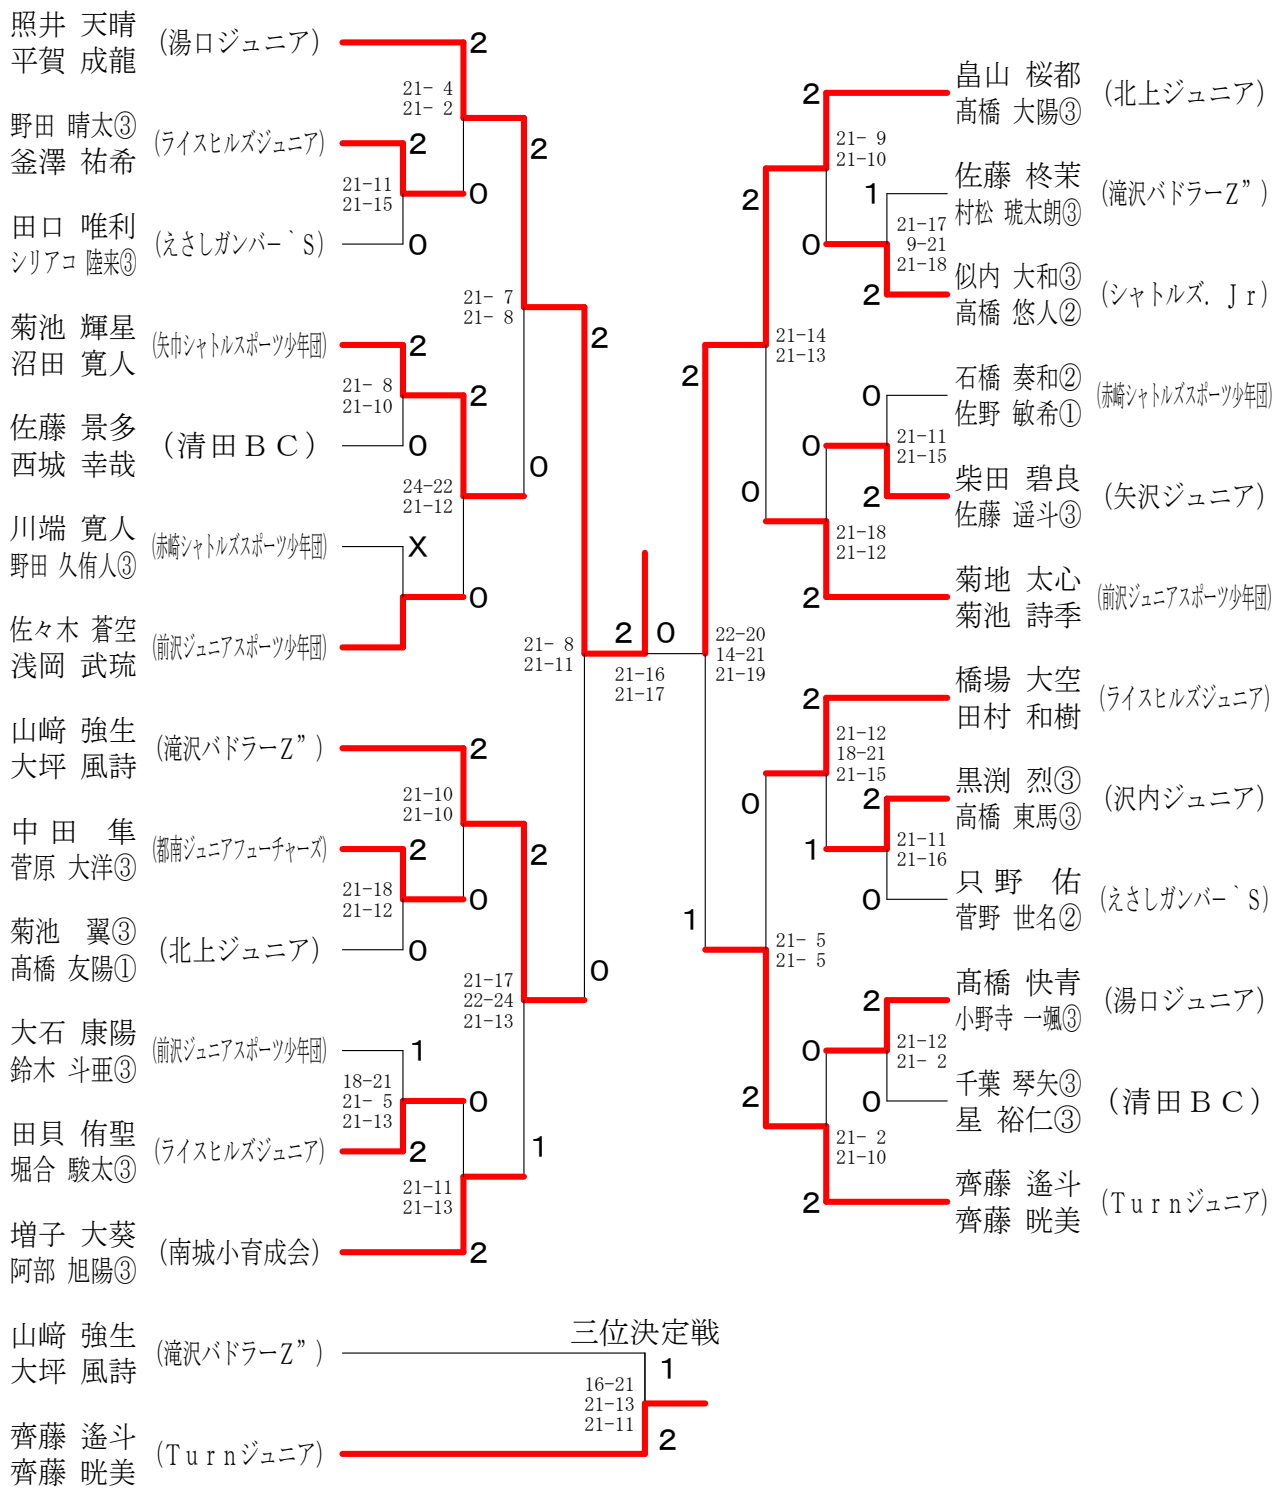 照井 天晴
平賀 成龍
(湯口ジュニア)
2
21- 4
21- 2
野田 晴太③
釜澤 祐希
(ライスヒルズジュニア)
2
2
21-11
21-15
0
田口 唯利
シリアコ 陸来③
(えさしガンバー｀S)
0
21- 7
21- 8
菊池 輝星
沼田 寛人
(矢巾シャトルスポーツ少年団)
2
2
21- 8
21-10
2
佐藤 景多
西城 幸哉
(清田ＢＣ)
0
0
24-22
21-12
川端 寛人
野田 久侑人③
(赤崎シャトルズスポーツ少年団)
X
0
佐々木 蒼空
浅岡 武琉
(前沢ジュニアスポーツ少年団)
21- 8
21-11
山﨑 強生
大坪 風詩
(滝沢バドラーZ”)
2
21-10
21-10
中田 隼
菅原 大洋③
(都南ジュニアフューチャーズ)
2
2
21-18
21-12
0
菊池 翼③
髙橋 友陽①
(北上ジュニア)
0
0
21-17
22-24
21-13
大石 康陽
鈴木 斗亜③
(前沢ジュニアスポーツ少年団)
1
18-21
21- 5
21-13
0
田貝 侑聖
堀合 駿太③
(ライスヒルズジュニア)
2
1
21-11
21-13
増子 大葵
阿部 旭陽③
(南城小育成会)
2
2
0
21-16
21-17
畠山 桜都
髙橋 大陽③
(北上ジュニア)
2
21- 9
21-10
佐藤 柊茉
村松 琥太朗③
(滝沢バドラーZ”)
1
2
21-17
9-21
21-18
0
似内 大和③
高橋 悠人②
(シャトルズ．Ｊｒ)
2
21-14
21-13
2
石橋 奏和②
佐野 敏希①
(赤崎シャトルズスポーツ少年団)
0
21-11
21-15
0
柴田 碧良
佐藤 遥斗③
(矢沢ジュニア)
2
0
21-18
21-12
菊地 太心
菊池 詩季
(前沢ジュニアスポーツ少年団)
2
22-20
14-21
21-19
橋場 大空
田村 和樹
(ライスヒルズジュニア)
2
21-12
18-21
21-15
黒渕 烈③
高橋 東馬③
(沢内ジュニア)
2
0
21-11
21-16
1
只野 佑
菅野 世名②
(えさしガンバー｀S)
0
1
21- 5
21- 5
髙橋 快青
小野寺 一颯③
(湯口ジュニア)
2
21-12
21- 2
0
千葉 琴矢③
星 裕仁③
(清田ＢＣ)
0
2
21- 2
21-10
齊藤 遙斗
齊藤 晄美
(Ｔｕｒｎジュニア)
2
三位決定戦
山﨑 強生
大坪 風詩
(滝沢バドラーZ”)
1
16-21
21-13
21-11
齊藤 遙斗
齊藤 晄美
(Ｔｕｒｎジュニア)
2